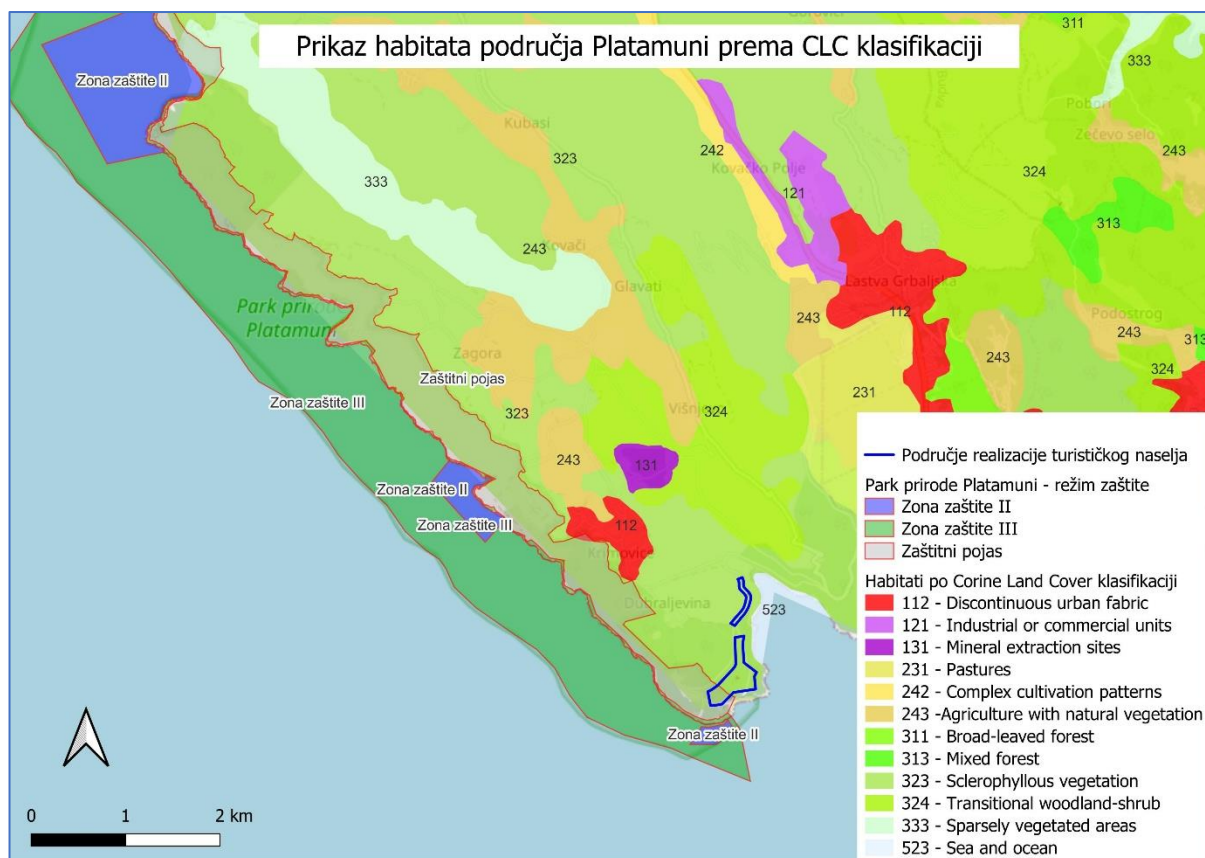 Prikaz habitata područja Platamuni prema CLC klasifikaciji
Gorovići
311
333
Zona zaštite II
Pobori
Zečevo selo
Kubasi
242
243
323
Kovačko Polje
324
333
121
313
243
Kovači
Lastva Grbaljska
Glavati
Park prirode
Platamuni
243
112
Podostrog
243
243
313
Zagora
324
Zaštitni pojas
231
Zona zaštite III
323
Višnje
324
243
131
Zona zaštite II
Zona zaštite III
112
Krimovice
Dubraljevina
523
Zona zaštite II
Područje realizacije turističkog naselja
Park prirode Platamuni - režim zaštite
Zona zaštite II
Zona zaštite III
Zaštitni pojas
Habitati po Corine Land Cover klasifikaciji
112 - Discontinuous urban fabric
121 - Industrial or commercial units
131 - Mineral extraction sites
231 - Pastures
242 - Complex cultivation patterns
243 -Agriculture with natural vegetation
311 - Broad-leaved forest
313 - Mixed forest
323 - Sclerophyllous vegetation
324 - Transitional woodland-shrub
333 - Sparsely vegetated areas
523 - Sea and ocean
0 1 2 km